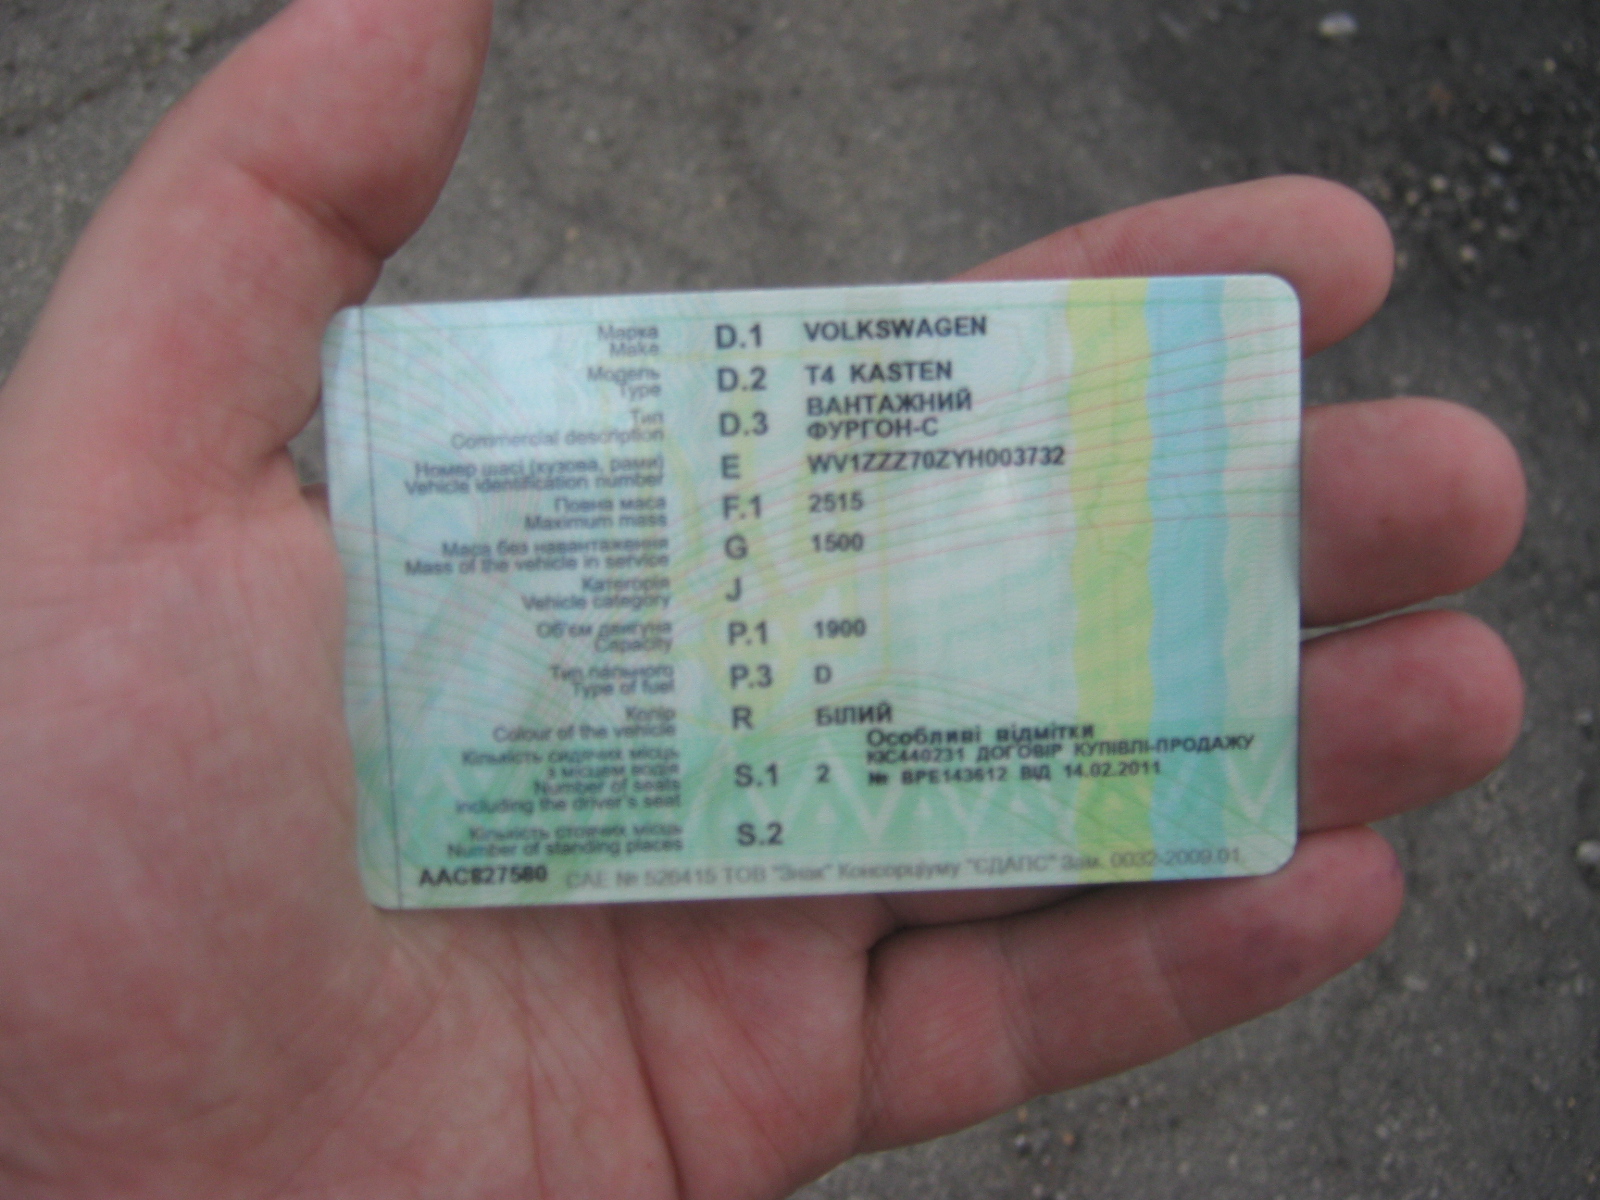 Марка
Make D.1 VOLKSWAGEN
Модель
Type D.2 T4 KASTEN
Тип
Commercial description D.3 ВАНТАЖНИЙ
ФУРГОН-С
Номер шасі (кузова, рами)
Vehicle identification number E WV1ZZZ70ZYH003732
Повна маса
Maximum mass F.1 2515
Маса без навантаження
Mass of the vehicle in service G 1500
Категорія
Vehicle category J
Об'єм двигуна
Capacity P.1 1900
Тип пального
Type of fuel P.3 D
Колір
Colour of the vehicle R БІЛИЙ
Кількість сидячих місць
з місцем водія
Number of seats
including the driver's seat S.1 2
Особливі відмітки
КІС440231 ДОГОВІР КУПІВЛІ-ПРОДАЖУ
№ ВРЕ143612 ВІД 14.02.2011
Кількість стоячих місць
Number of standing places S.2
ААС827580 САЕ № 526415 ТОВ "Знак" Консорціуму "ЄДАПС" Зам. 0032-2009.01.